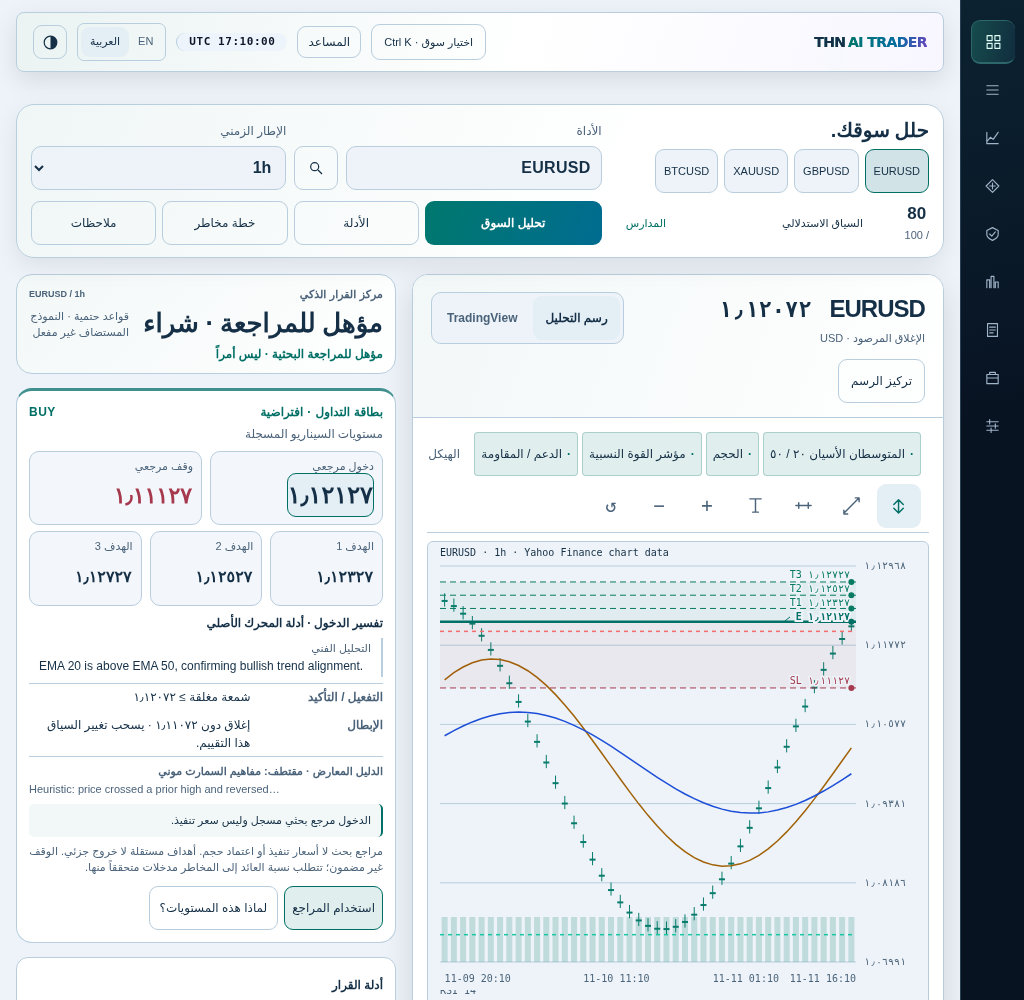 THN AI TRADER
اختيار سوق · Ctrl K
المساعد
UTC 17:10:00
EN
العربية
حلل سوقك.
EURUSD
GBPUSD
XAUUSD
BTCUSD
80
/ 100
السياق الاستدلالي
المدارس
الأداة
EURUSD
الإطار الزمني
1h
تحليل السوق
الأدلة
خطة مخاطر
ملاحظات
EURUSD
١٫١٢٠٧٢
الإغلاق المرصود · USD
رسم التحليل
TradingView
تركيز الرسم
· المتوسطان الأسيان ٢٠ / ٥٠
· الحجم
· مؤشر القوة النسبية
· الدعم / المقاومة
الهيكل
EURUSD · 1h · Yahoo Finance chart data
١٫١٢٩٦٨
T3 ١٫١٢٧٢٧
T2 ١٫١٢٥٢٧
T1 ١٫١٢٣٢٧
E ١٫١٢١٢٧
١٫١١٧٧٢
SL ١٫١١١٢٧
١٫١٠٥٧٧
١٫٠٩٣٨١
١٫٠٨١٨٦
١٫٠٦٩٩١
11-09 20:10
11-10 11:10
11-11 01:10
11-11 16:10
مركز القرار الذكي
EURUSD / 1h
مؤهل للمراجعة · شراء
قواعد حتمية · النموذج
المستضاف غير مفعل
مؤهل للمراجعة البحثية · ليس أمراً
بطاقة التداول · افتراضية
BUY
مستويات السيناريو المسجلة
دخول مرجعي
١٫١٢١٢٧
وقف مرجعي
١٫١١١٢٧
الهدف 1
١٫١٢٣٢٧
الهدف 2
١٫١٢٥٢٧
الهدف 3
١٫١٢٧٢٧
تفسير الدخول · أدلة المحرك الأصلي
التحليل الفني
EMA 20 is above EMA 50, confirming bullish trend alignment.
التفعيل / التأكيد
شمعة مغلقة ≥ ١٫١٢٠٧٢
الإبطال
إغلاق دون ١٫١١٠٧٢ · يسحب تغيير السياق
هذا التقييم.
الدليل المعارض · مقتطف: مفاهيم السمارت موني
Heuristic: price crossed a prior high and reversed…
الدخول مرجع بحثي مسجل وليس سعر تنفيذ.
مراجع بحث لا أسعار تنفيذ أو اعتماد حجم. أهداف مستقلة لا خروج جزئي. الوقف
غير مضمون؛ تتطلب نسبة العائد إلى المخاطر مدخلات متحققاً منها.
استخدام المراجع
لماذا هذه المستويات؟
أدلة القرار